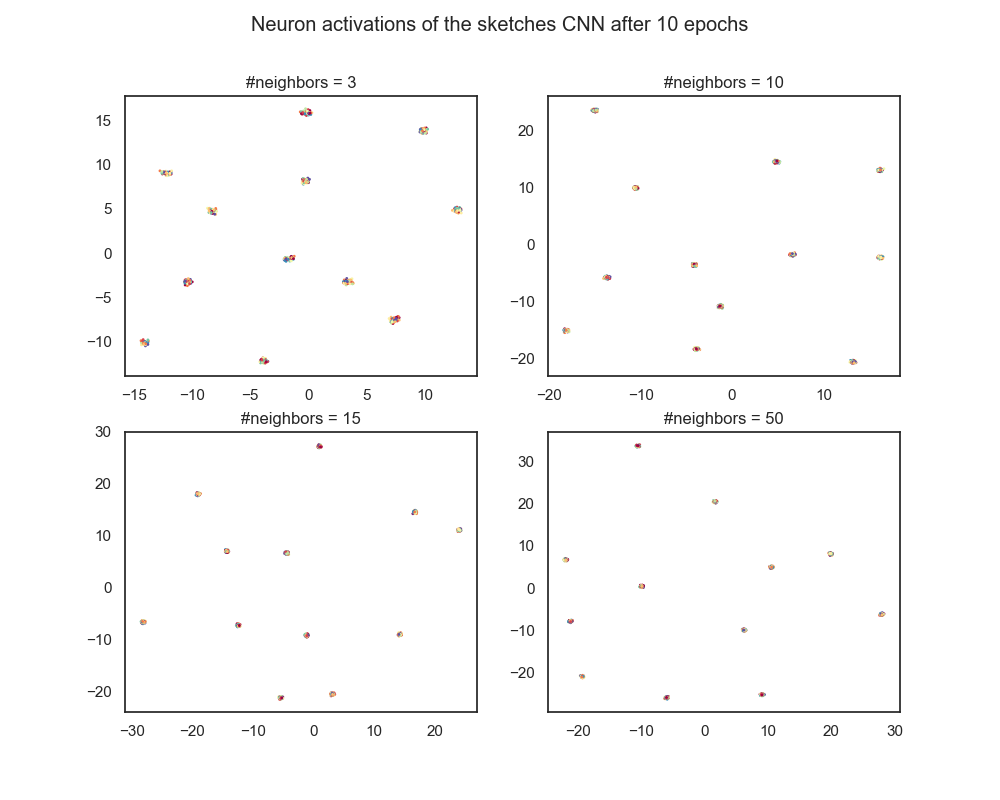 Neuron activations of the sketches CNN after 10 epochs
#neighbors = 3
15
10
5
0
−5
−10
−15 −10 −5 0 5 10
#neighbors = 10
20
10
0
−10
−20
−20 −10 0 10
#neighbors = 15
30
20
10
0
−10
−20
−30 −20 −10 0 10 20
#neighbors = 50
30
20
10
0
−10
−20
−20 −10 0 10 20 30